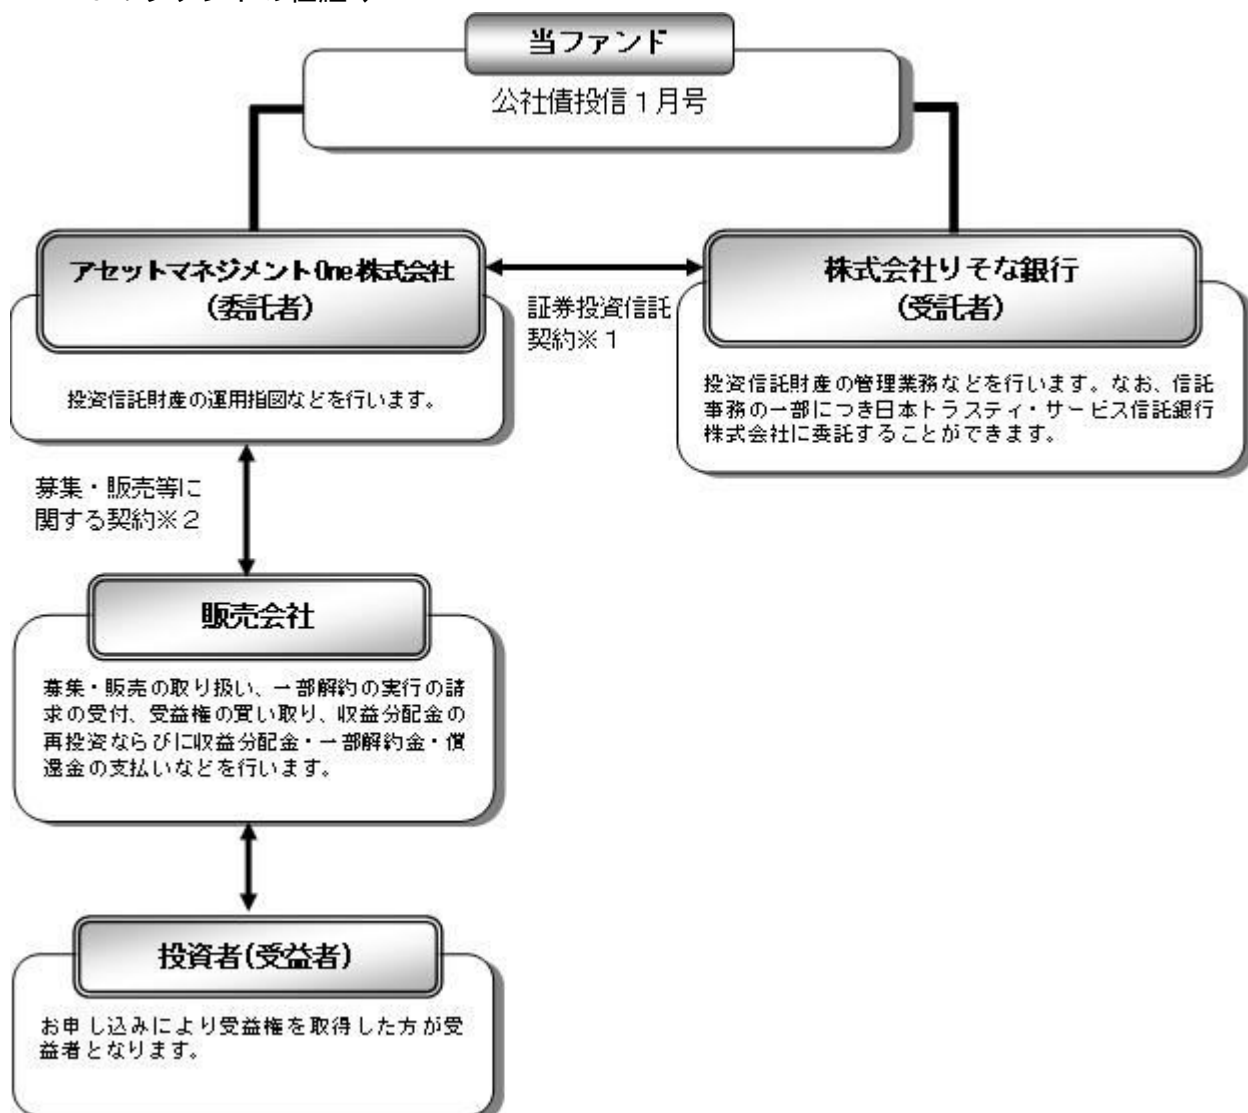 当ファンド
公社債投信1月号
アセットマネジメントOne株式会社
(委託者)
投資信託財産の運用指図などを行います。
証券投資信託
契約※1
株式会社りそな銀行
(受託者)
投資信託財産の管理業務などを行います。なお、信託
事務の一部につき日本トラスティ・サービス信託銀行
株式会社に委託することができます。
募集・販売等に
関する契約※2
販売会社
募集・販売の取り扱い、一部解約の実行の請
求の受付、受益権の買い取り、収益分配金の
再投資ならびに収益分配金・一部解約金・償
還金の支払いなどを行います。
投資者(受益者)
お申し込みにより受益権を取得した方が受
益者となります。